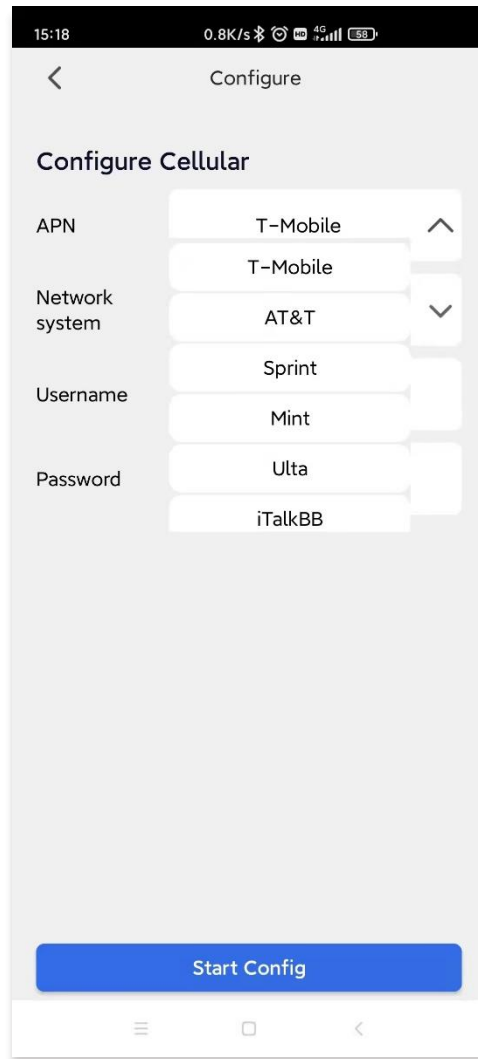 15:18 0.8K/s HD 4G 58
Configure
Configure Cellular
APN T-Mobile
T-Mobile
Network
system
AT&T
Sprint
Username
Mint
Password
Ulta
iTalkBB
Start Config